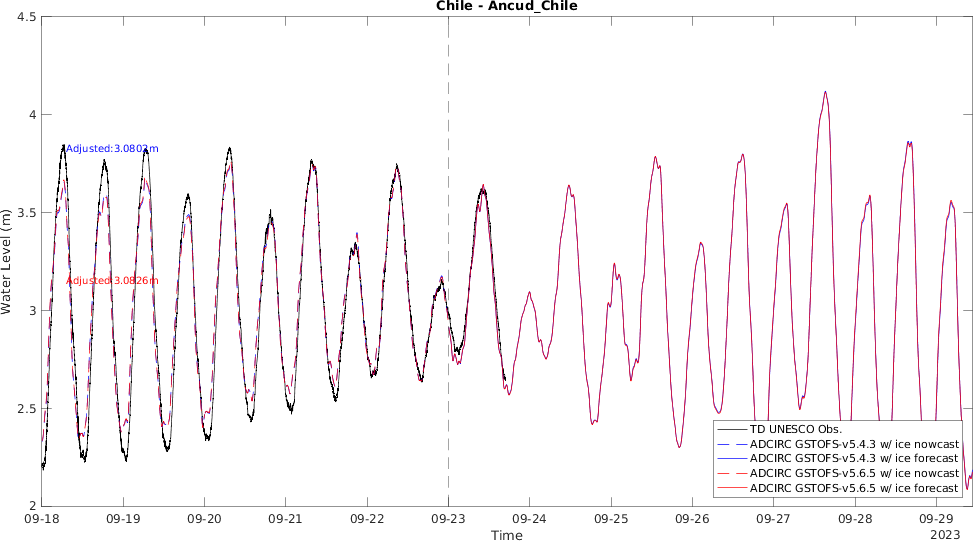 Chile - Ancud_Chile
4.5
4
3.5
3
2.5
2
Water Level (m)
Adjusted:3.0802m
Adjusted:3.0826m
TD UNESCO Obs.
ADCIRC GSTOFS-v5.4.3 w/ ice nowcast
ADCIRC GSTOFS-v5.4.3 w/ ice forecast
ADCIRC GSTOFS-v5.6.5 w/ ice nowcast
ADCIRC GSTOFS-v5.6.5 w/ ice forecast
09-18 09-19 09-20 09-21 09-22 09-23 09-24 09-25 09-26 09-27 09-28 09-29
Time
2023